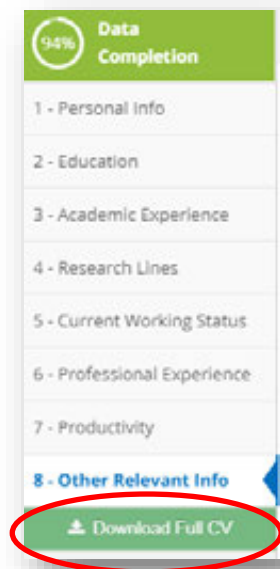 94%
Data
Completion
1 - Personal Info
2 - Education
3 - Academic Experience
4 - Research Lines
5 - Current Working Status
6 - Professional Experience
7 - Productivity
8 - Other Relevant Info
Download Full CV